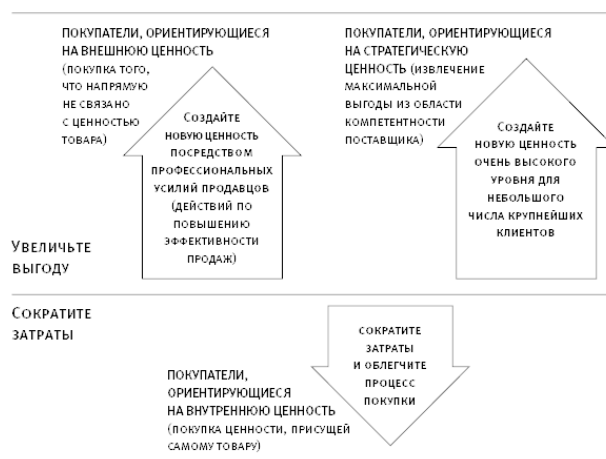 ПОКУПАТЕЛИ, ОРИЕНТИРУЮЩИЕСЯ
НА ВНЕШНЮЮ ЦЕННОСТЬ
(ПОКУПКА ТОГО,
ЧТО НАПРЯМУЮ
НЕ СВЯЗАНО
С ЦЕННОСТЬЮ
ТОВАРА)
СОЗДАЙТЕ
НОВУЮ ЦЕННОСТЬ
ПОСРЕДСТВОМ
ПРОФЕССИОНАЛЬНЫХ
УСИЛИЙ ПРОДАВЦОВ
(ДЕЙСТВИЙ ПО
ПОВЫШЕНИЮ
ЭФФЕКТИВНОСТИ
ПРОДАЖ)
ПОКУПАТЕЛИ, ОРИЕНТИРУЮЩИЕСЯ
НА СТРАТЕГИЧЕСКУЮ
ЦЕННОСТЬ (ИЗВЛЕЧЕНИЕ
МАКСИМАЛЬНОЙ
ВЫГОДЫ ИЗ ОБЛАСТИ
КОМПЕТЕНТНОСТИ
ПОСТАВЩИКА)
СОЗДАЙТЕ
НОВУЮ ЦЕННОСТЬ
ОЧЕНЬ ВЫСОКОГО
УРОВНЯ ДЛЯ
НЕБОЛЬШОГО
ЧИСЛА КРУПНЕЙШИХ
КЛИЕНТОВ
УВЕЛИЧЬТЕ
ВЫГОДУ
СОКРАТИТЕ
ЗАТРАТЫ
СОКРАТИТЕ
ЗАТРАТЫ
И ОБЛЕГЧИТЕ
ПРОЦЕСС
ПОКУПКИ
ПОКУПАТЕЛИ,
ОРИЕНТИРУЮЩИЕСЯ
НА ВНУТРЕННЮЮ ЦЕННОСТЬ
(ПОКУПКА ЦЕННОСТИ, ПРИСУЩЕЙ
САМОМУ ТОВАРУ)